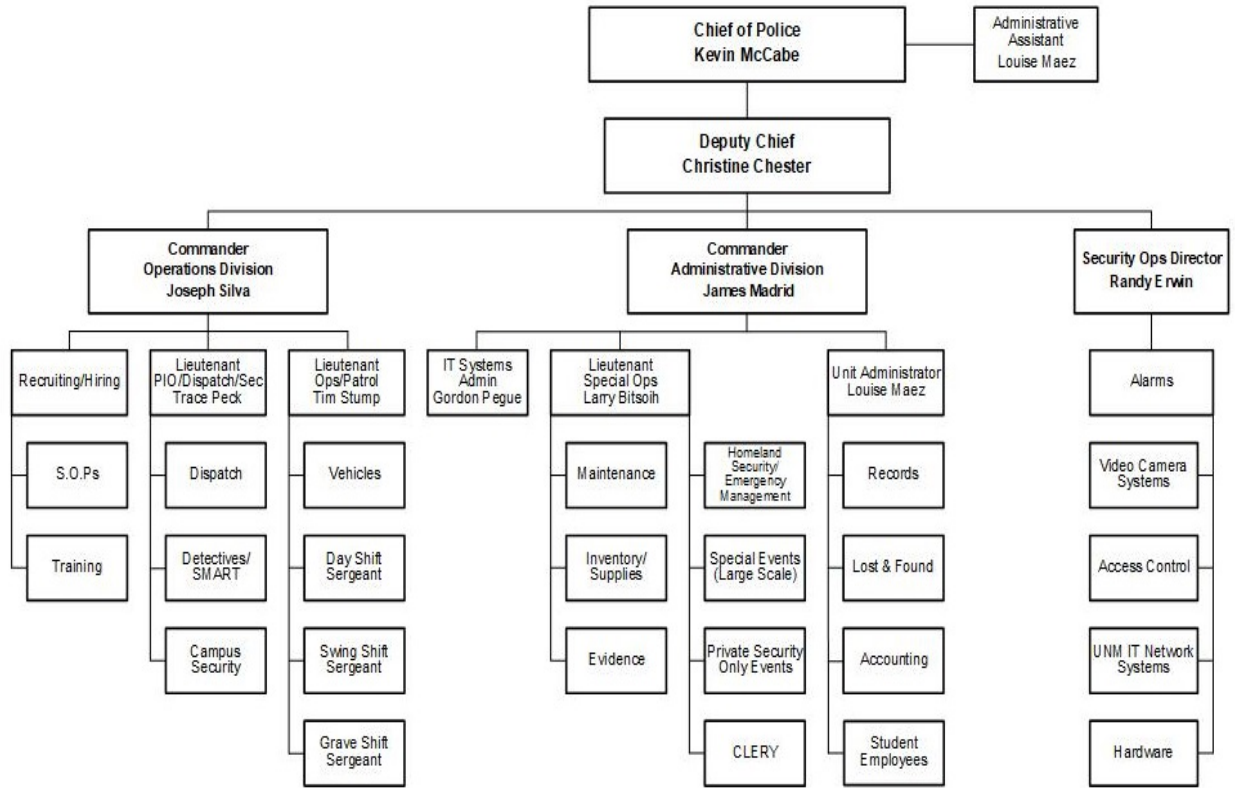 Chief of Police
Kevin McCabe
Administrative
Assistant
Louise Maez
Deputy Chief
Christine Chester
Commander
Operations Division
Joseph Silva
Commander
Administrative Division
James Madrid
Security Ops Director
Randy Erwin
Recruiting/Hiring
Lieutenant
PIO/Dispatch/Sec
Trace Peck
Lieutenant
Ops/Patrol
Tim Stump
IT Systems
Admin
Gordon Pegue
Lieutenant
Special Ops
Larry Bitsoih
Unit Administrator
Louise Maez
Alarms
S.O.Ps
Dispatch
Vehicles
Maintenance
Homeland
Security/
Emergency
Management
Records
Video Camera
Systems
Training
Detectives/
SMART
Day Shift
Sergeant
Inventory/
Supplies
Special Events
(Large Scale)
Lost & Found
Access Control
Campus
Security
Swing Shift
Sergeant
Evidence
Private Security
Only Events
Accounting
UNM IT Network
Systems
Grave Shift
Sergeant
CLERY
Student
Employees
Hardware